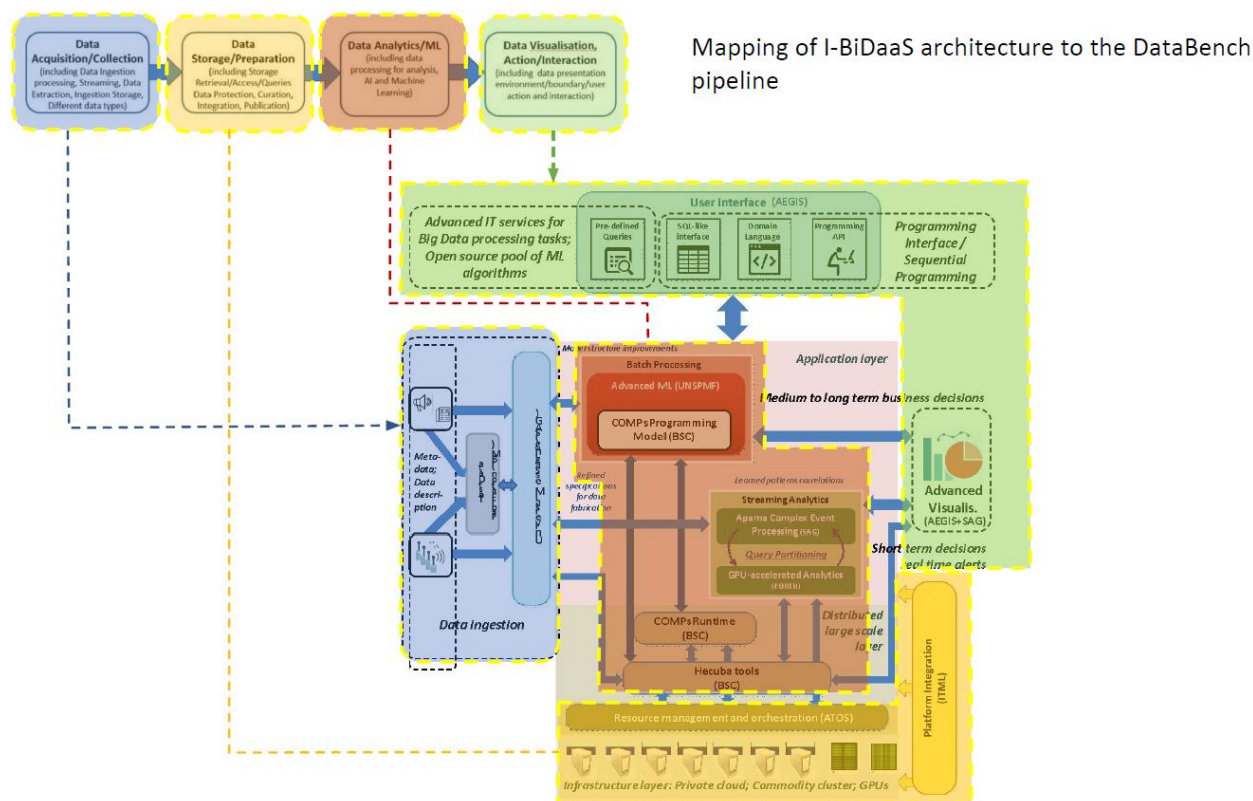 Mapping of I-BiDaaS architecture to the DataBench
pipeline
Data
Acquisition/Collection
(including Data Ingestion
processing, Streaming, Data
Extraction, Ingestion Storage,
Different data types)
Data
Storage/Preparation
(including Storage
Retrieval/Access/Queries
Data Protection, Curation,
Integration, Publication)
Data Analytics/ML
(including data
processing for analysis,
AI and Machine
Learning)
Data Visualisation,
Action/Interaction
(including data presentation
environment/boundary/user
action and interaction)
User Interface (AEGIS)
Advanced IT services for
Big Data processing tasks;
Open source pool of ML
algorithms
Pre-defined
Queries
SQL-like
interface
Domain
Language
Programming
API
Programming
Interface /
Sequential
Programming
structure improvements
Application layer
Batch Processing
Advanced ML (UNSPMF)
COMPs Programming
Model (BSC)
Medium to long term business decisions
Meta-
data;
Data
descri-
ption
Refined
specifications
for data
fabrication
Learned patterns correlations
Streaming Analytics
Apama Complex Event
Processing (SAG)
Query Partitioning
GPU-accelerated Analytics
(FORTH)
Advanced
Visualis.
(AEGIS+SAG)
Short term decisions
real time alerts
Data ingestion
COMPs Runtime
(BSC)
Distributed
large scale
layer
Hecuba tools
(BSC)
Resource management and orchestration (ATOS)
Platform Integration
(ITML)
Infrastructure layer: Private cloud; Commodity cluster; GPUs